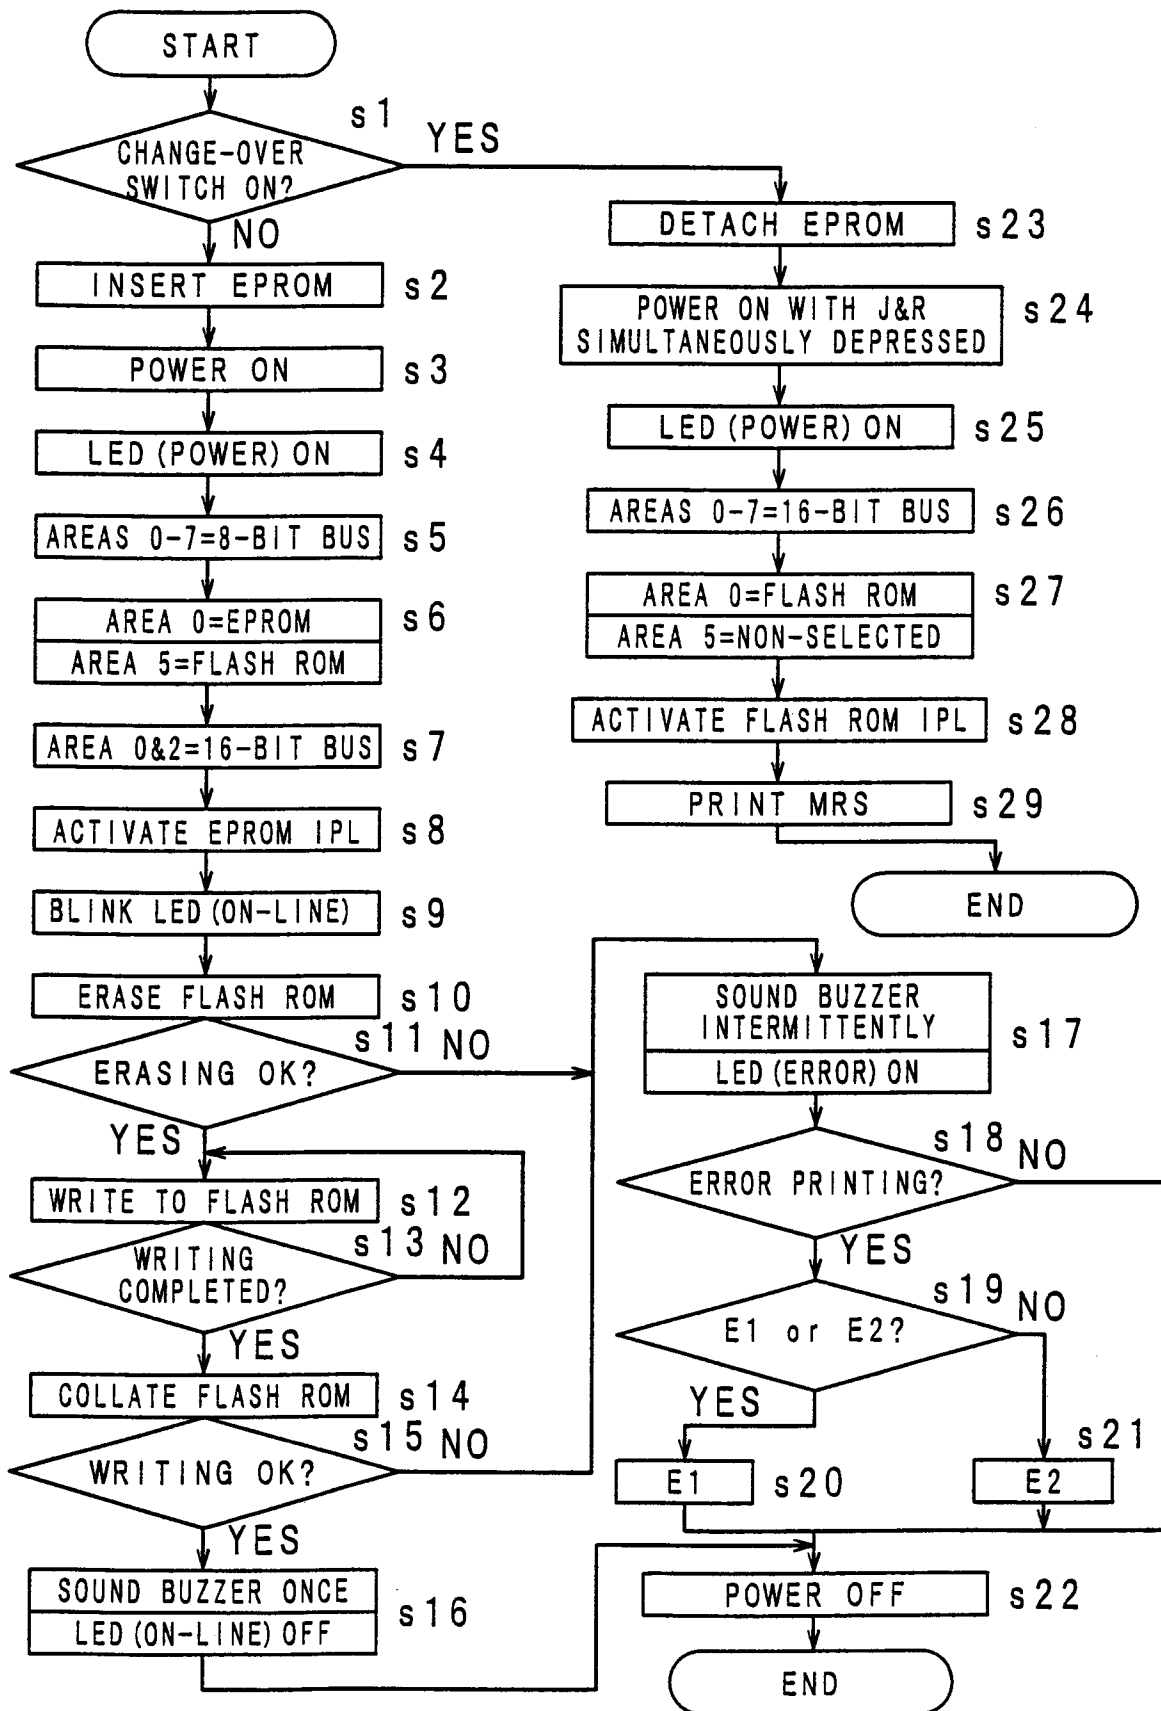 START
s1
CHANGE-OVER
SWITCH ON?
YES
NO
INSERT EPROM
s2
POWER ON
s3
LED (POWER) ON
s4
AREAS 0-7=8-BIT BUS
s5
AREA 0=EPROM
AREA 5=FLASH ROM
s6
AREA 0&2=16-BIT BUS
s7
ACTIVATE EPROM IPL
s8
BLINK LED (ON-LINE)
s9
ERASE FLASH ROM
s10
s11
NO
ERASING OK?
YES
WRITE TO FLASH ROM
s12
s13
NO
WRITING
COMPLETED?
YES
COLLATE FLASH ROM
s14
s15
NO
WRITING OK?
YES
SOUND BUZZER ONCE
LED (ON-LINE) OFF
s16
DETACH EPROM
s23
POWER ON WITH J&R
SIMULTANEOUSLY DEPRESSED
s24
LED (POWER) ON
s25
AREAS 0-7=16-BIT BUS
s26
AREA 0=FLASH ROM
AREA 5=NON-SELECTED
s27
ACTIVATE FLASH ROM IPL
s28
PRINT MRS
s29
END
SOUND BUZZER
INTERMITTENTLY
LED (ERROR) ON
s17
s18
NO
ERROR PRINTING?
YES
s19
NO
E1 or E2?
YES
E1
s20
s21
E2
POWER OFF
s22
END